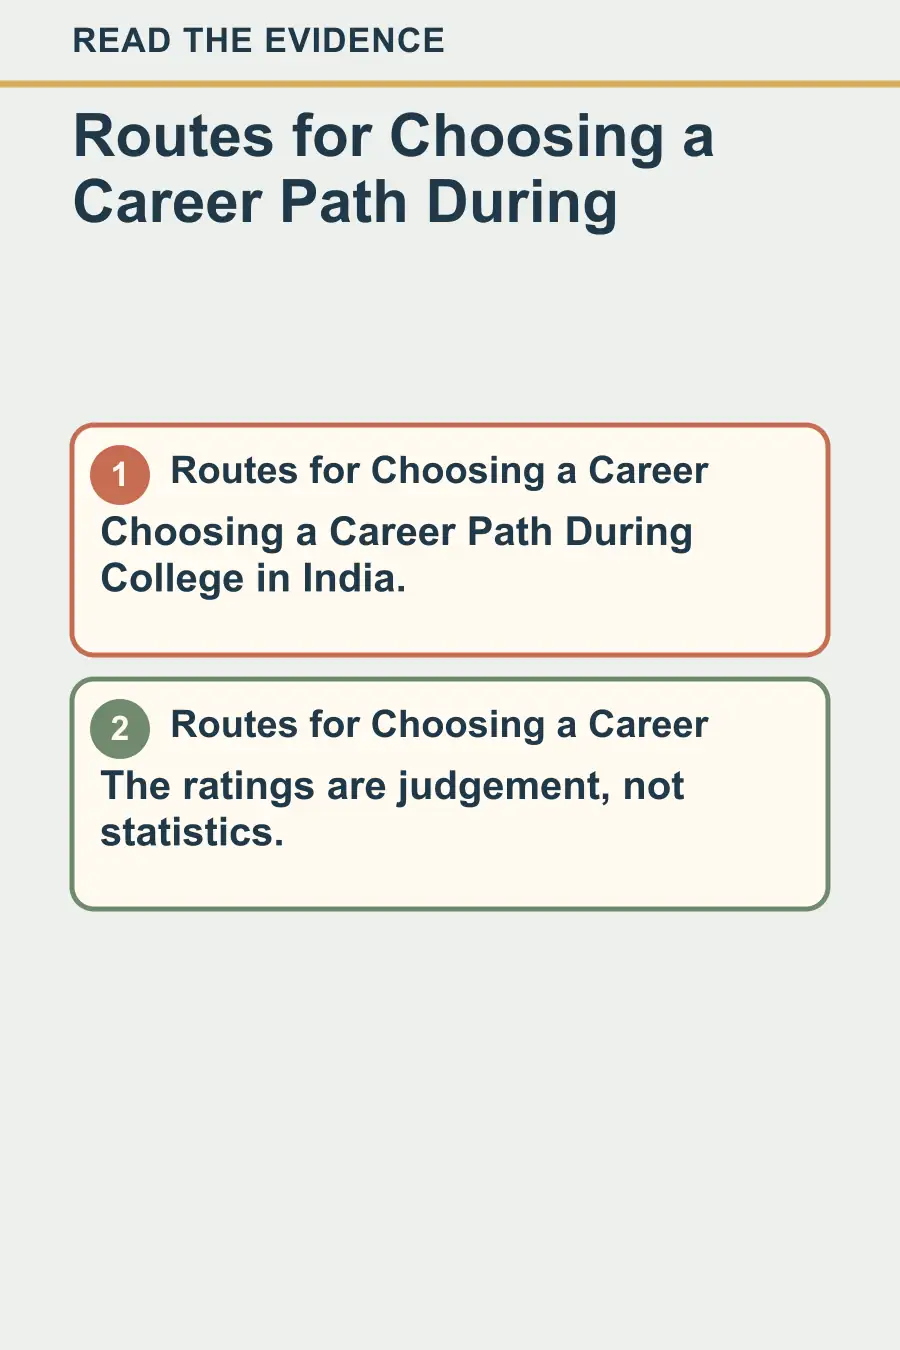 READ THE EVIDENCE
Routes for Choosing a
Career Path During
1 Routes for Choosing a Career
Choosing a Career Path During
College in India.
2 Routes for Choosing a Career
The ratings are judgement, not
statistics.